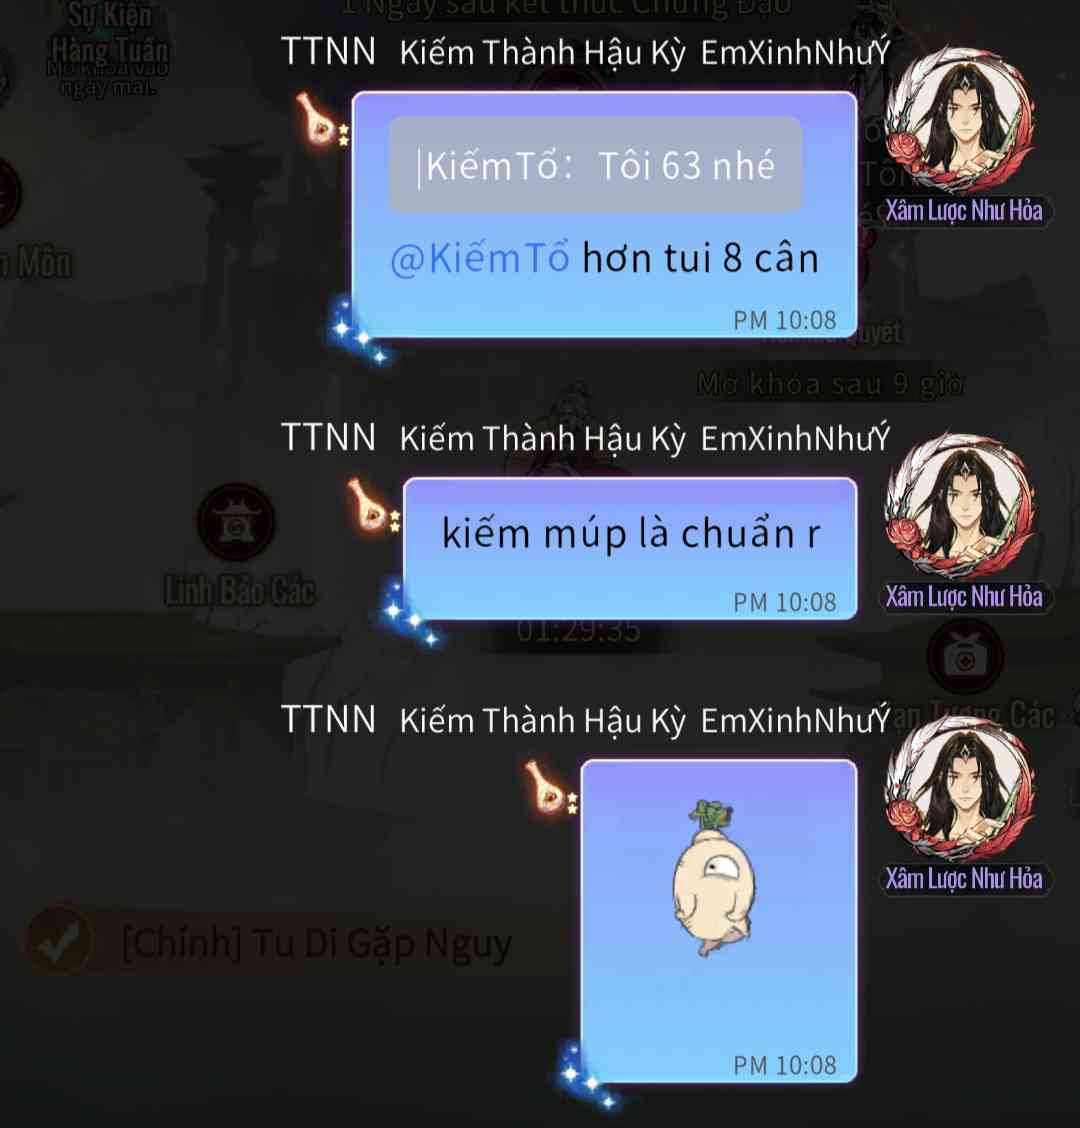 1 Ngày sau kết thúc Chứng Đạo
Sự Kiện
Hàng Tuần
Mở khóa vào
ngày mai.
TTNN Kiếm Thành Hậu Kỳ EmXinhNhưÝ
|KiếmTổ: Tôi 63 nhé
@KiếmTổ hơn tui 8 cân
PM 10:08
Xâm Lược Như Hỏa
Môn
Quyết
Mở khóa sau 9 giờ
TTNN Kiếm Thành Hậu Kỳ EmXinhNhưÝ
kiếm múp là chuẩn r
PM 10:08
Xâm Lược Như Hỏa
Linh Bảo Các
01:29:35
TTNN Kiếm Thành Hậu Kỳ EmXinhNhưÝ
Các
PM 10:08
Xâm Lược Như Hỏa
[Chính] Tu Di Gặp Nguy